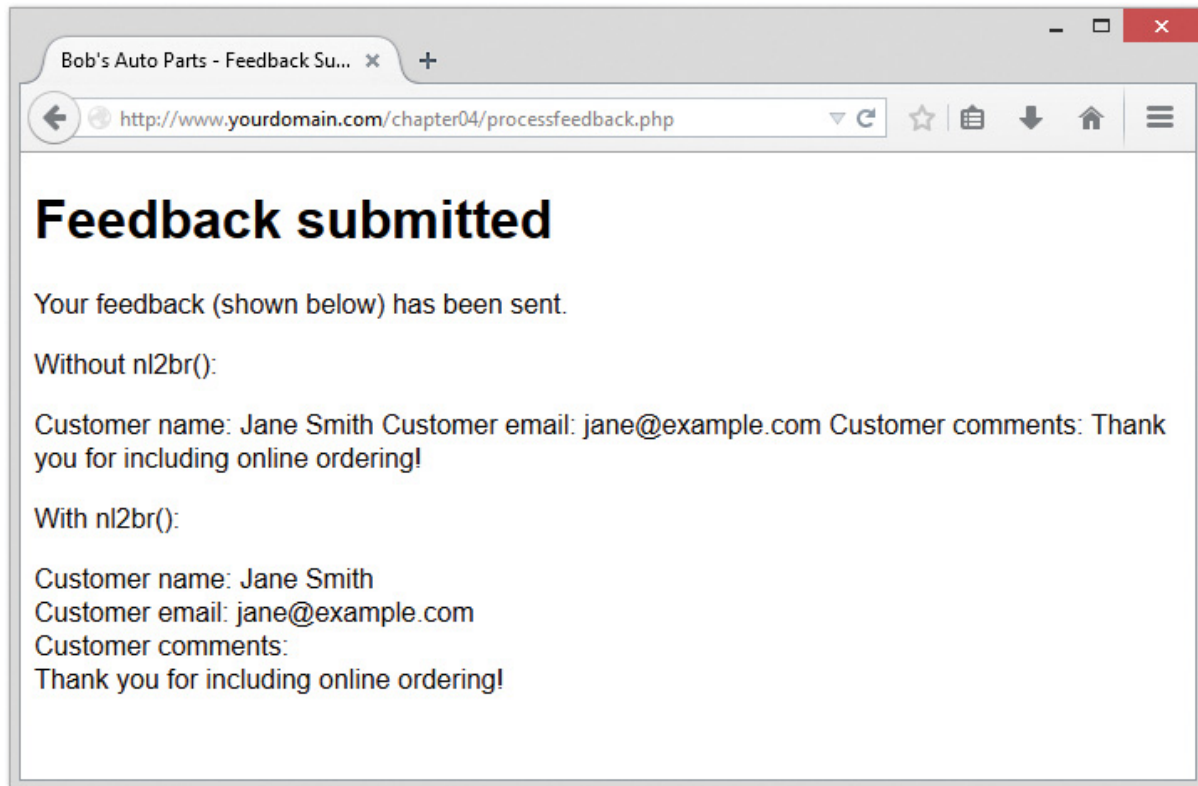 Bob's Auto Parts - Feedback Su...
http://www.yourdomain.com/chapter04/processfeedback.php
Feedback submitted
Your feedback (shown below) has been sent.
Without nl2br():
Customer name: Jane Smith Customer email: jane@example.com Customer comments: Thank
you for including online ordering!
With nl2br():
Customer name: Jane Smith
Customer email: jane@example.com
Customer comments:
Thank you for including online ordering!